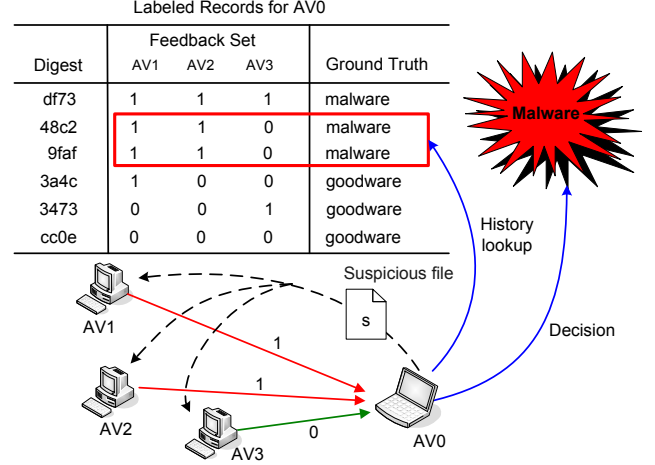 Labeled Records for AV0
Feedback Set
Digest AV1 AV2 AV3 Ground Truth
df73 1 1 1 malware
48c2 1 1 0 malware
9faf 1 1 0 malware
3a4c 1 0 0 goodware
3473 0 0 1 goodware
cc0e 0 0 0 goodware
Malware
History
lookup
Suspicious file
s
AV1
1
Decision
1
AV2
0
AV0
AV3